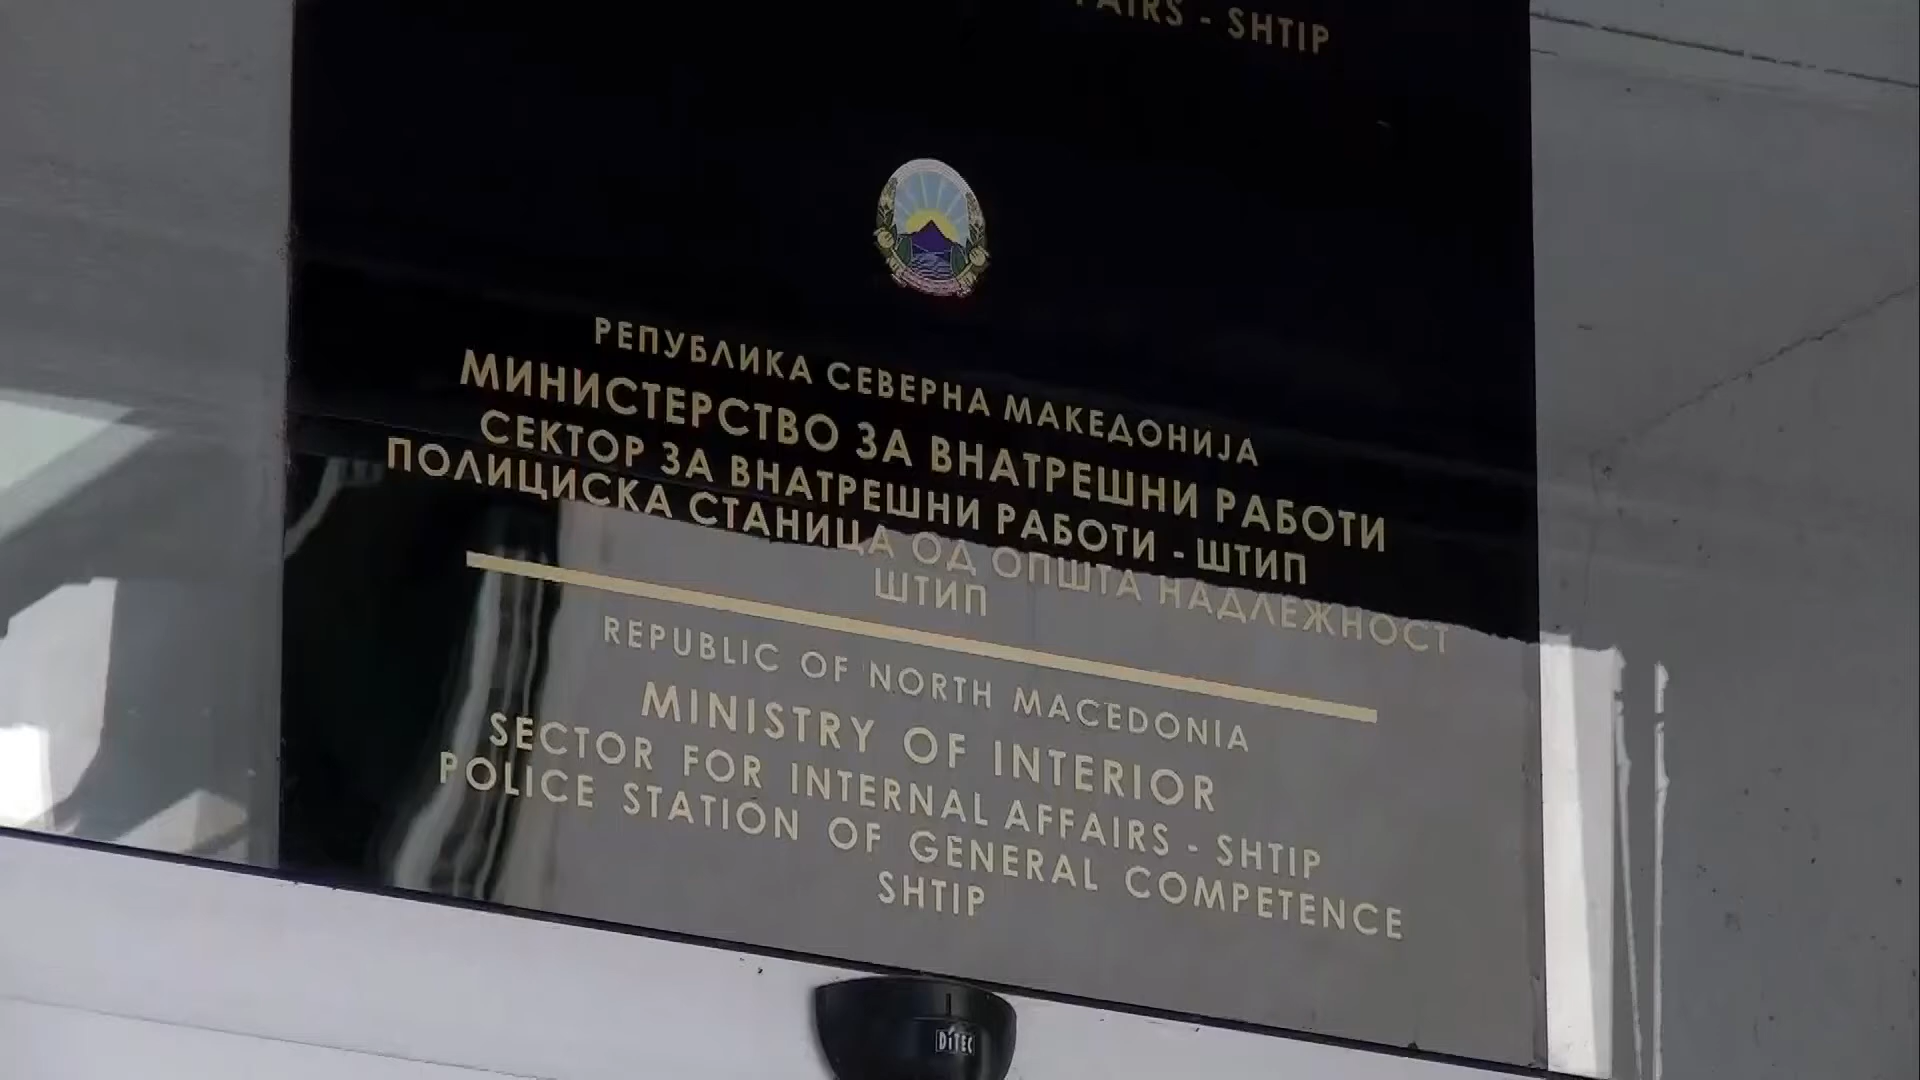 AFFAIRS - SHTIP
РЕПУБЛИКА СЕВЕРНА МАКЕДОНИЈА
МИНИСТЕРСТВО ЗА ВНАТРЕШНИ РАБОТИ
СЕКТОР ЗА ВНАТРЕШНИ РАБОТИ - ШТИП
ПОЛИЦИСКА СТАНИЦА ОД ОПШТА НАДЛЕЖНОСТ
ШТИП
REPUBLIC OF NORTH MACEDONIA
MINISTRY OF INTERIOR
SECTOR FOR INTERNAL AFFAIRS - SHTIP
POLICE STATION OF GENERAL COMPETENCE
SHTIP
DITEC